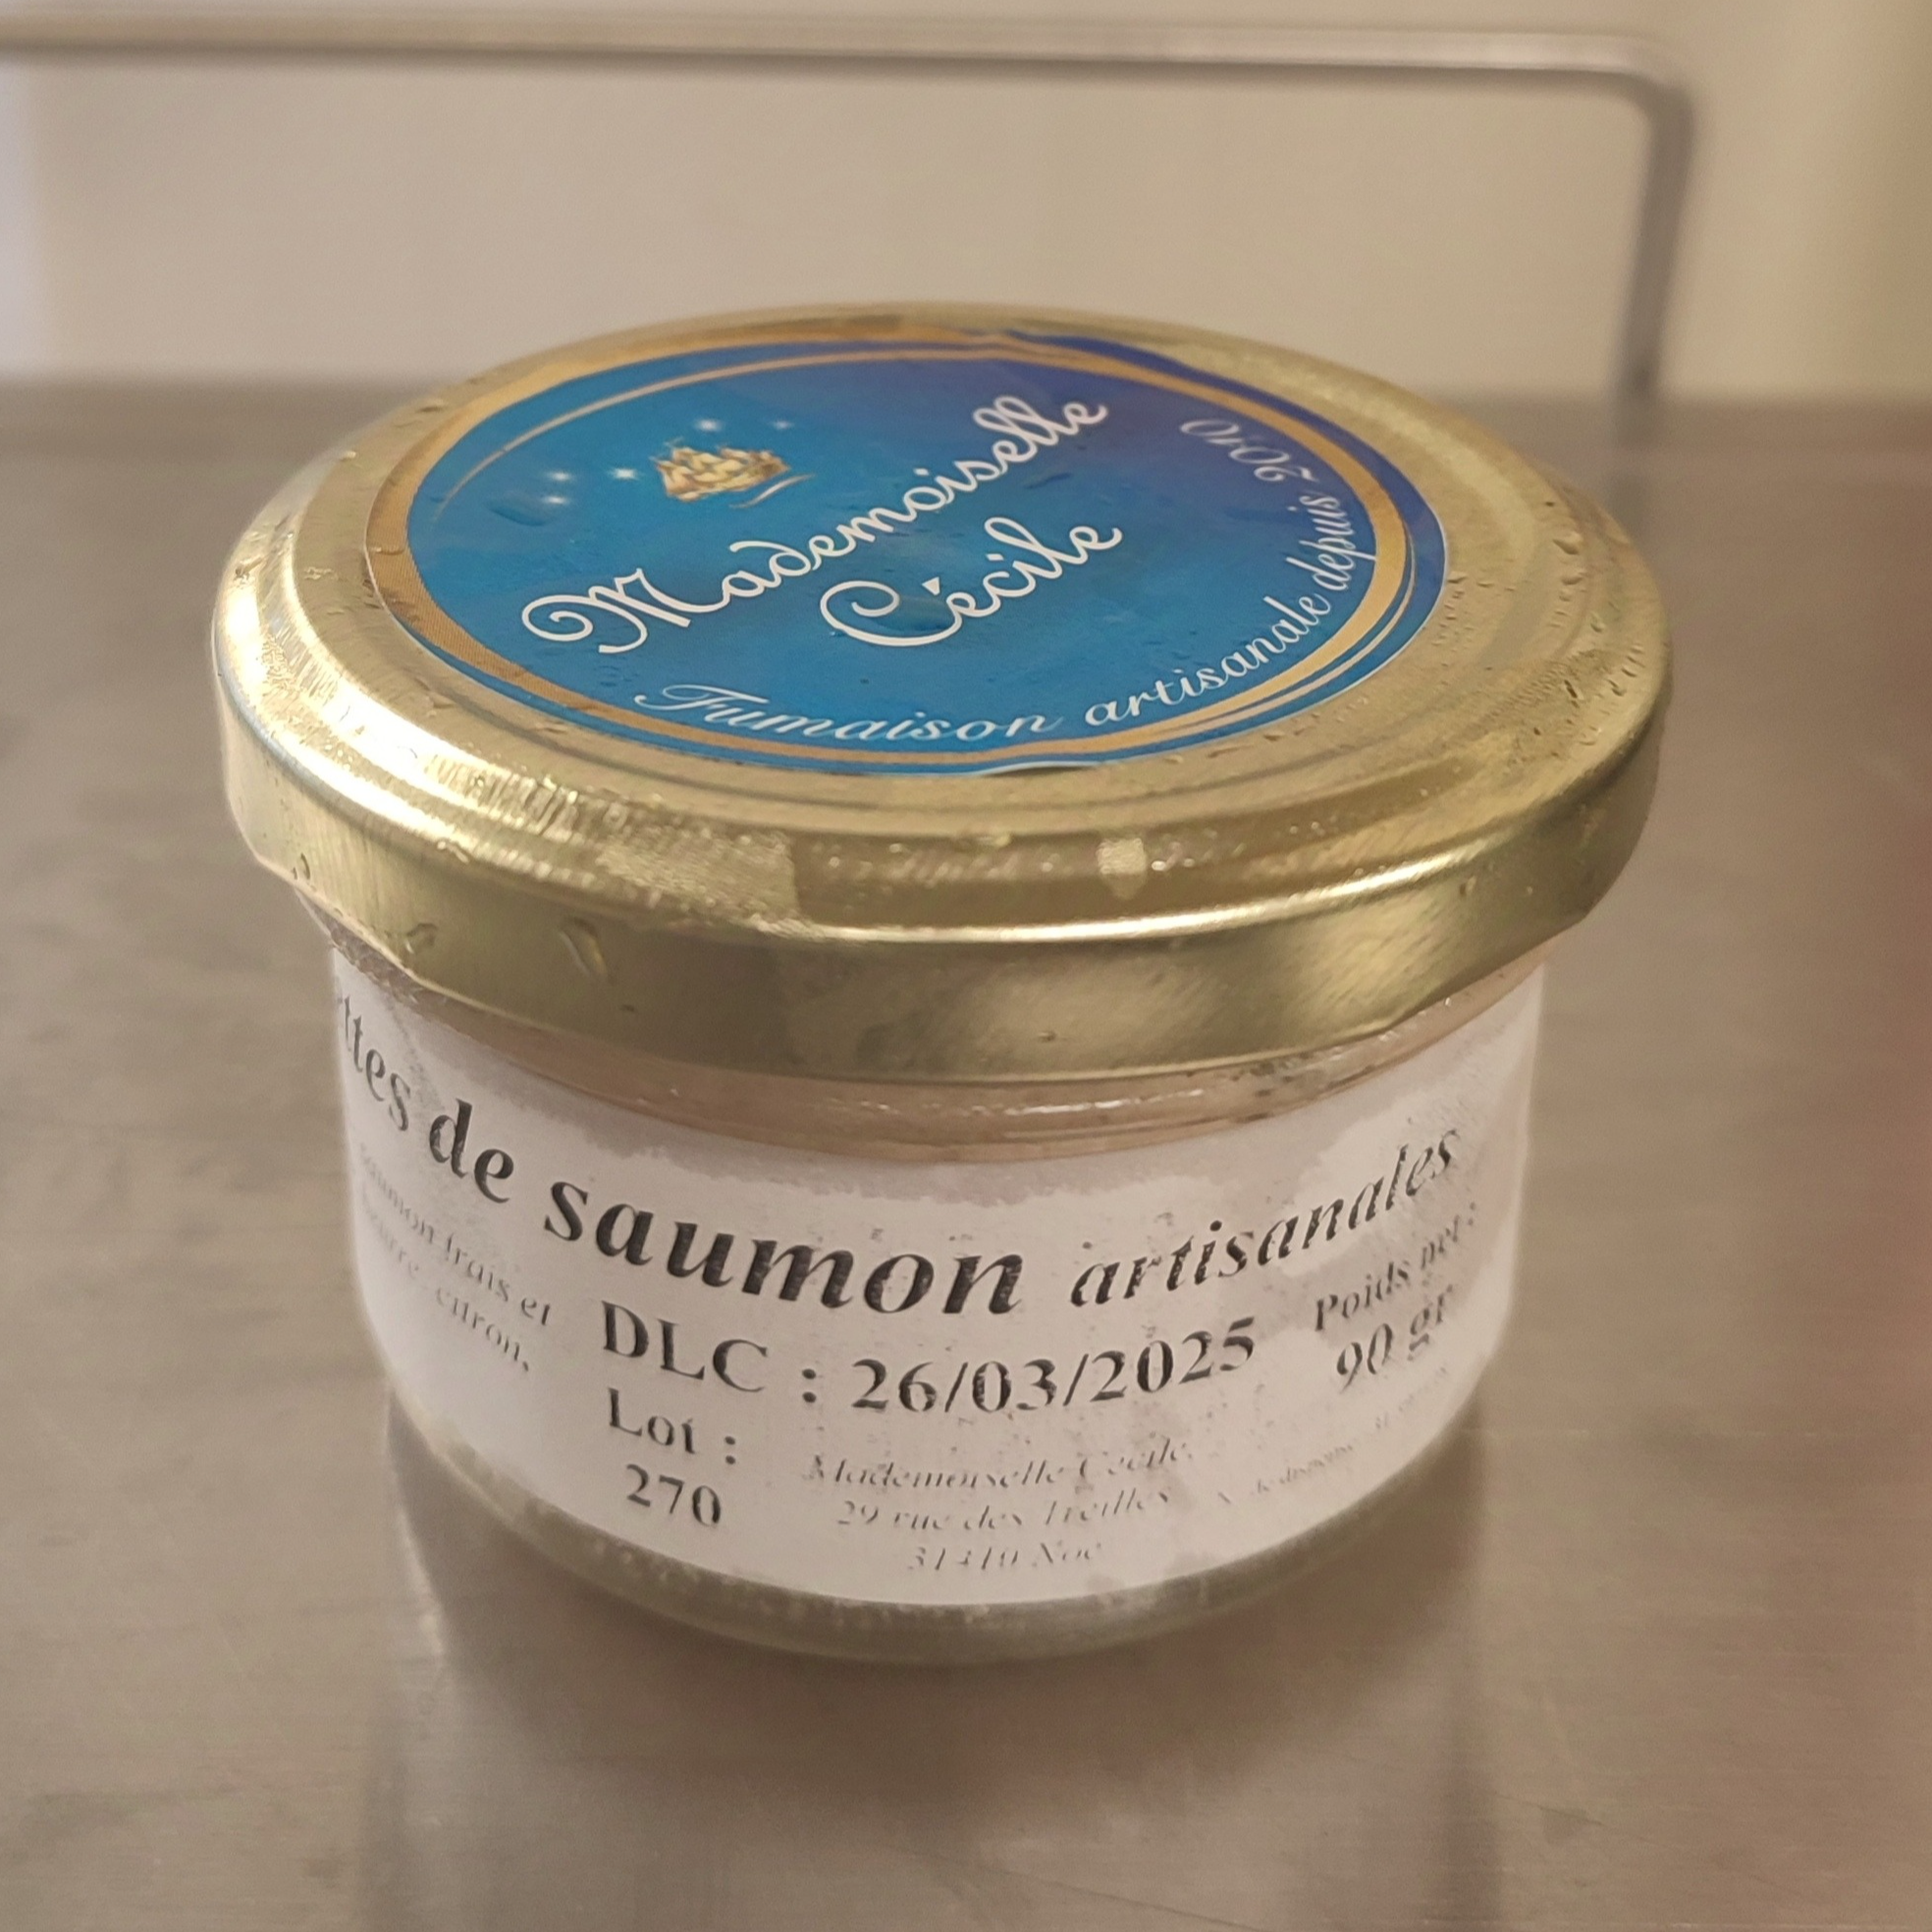 Mademoiselle
Cécile
Fumaison artisanale depuis 2010
ttes de saumon artisanales
saumon frais et
beurre, citron,
DLC : 26/03/2025
Poids net :
90 gr
Lot :
270
Mademoiselle Cécile,
29 rue des Treilles
31410 Noé